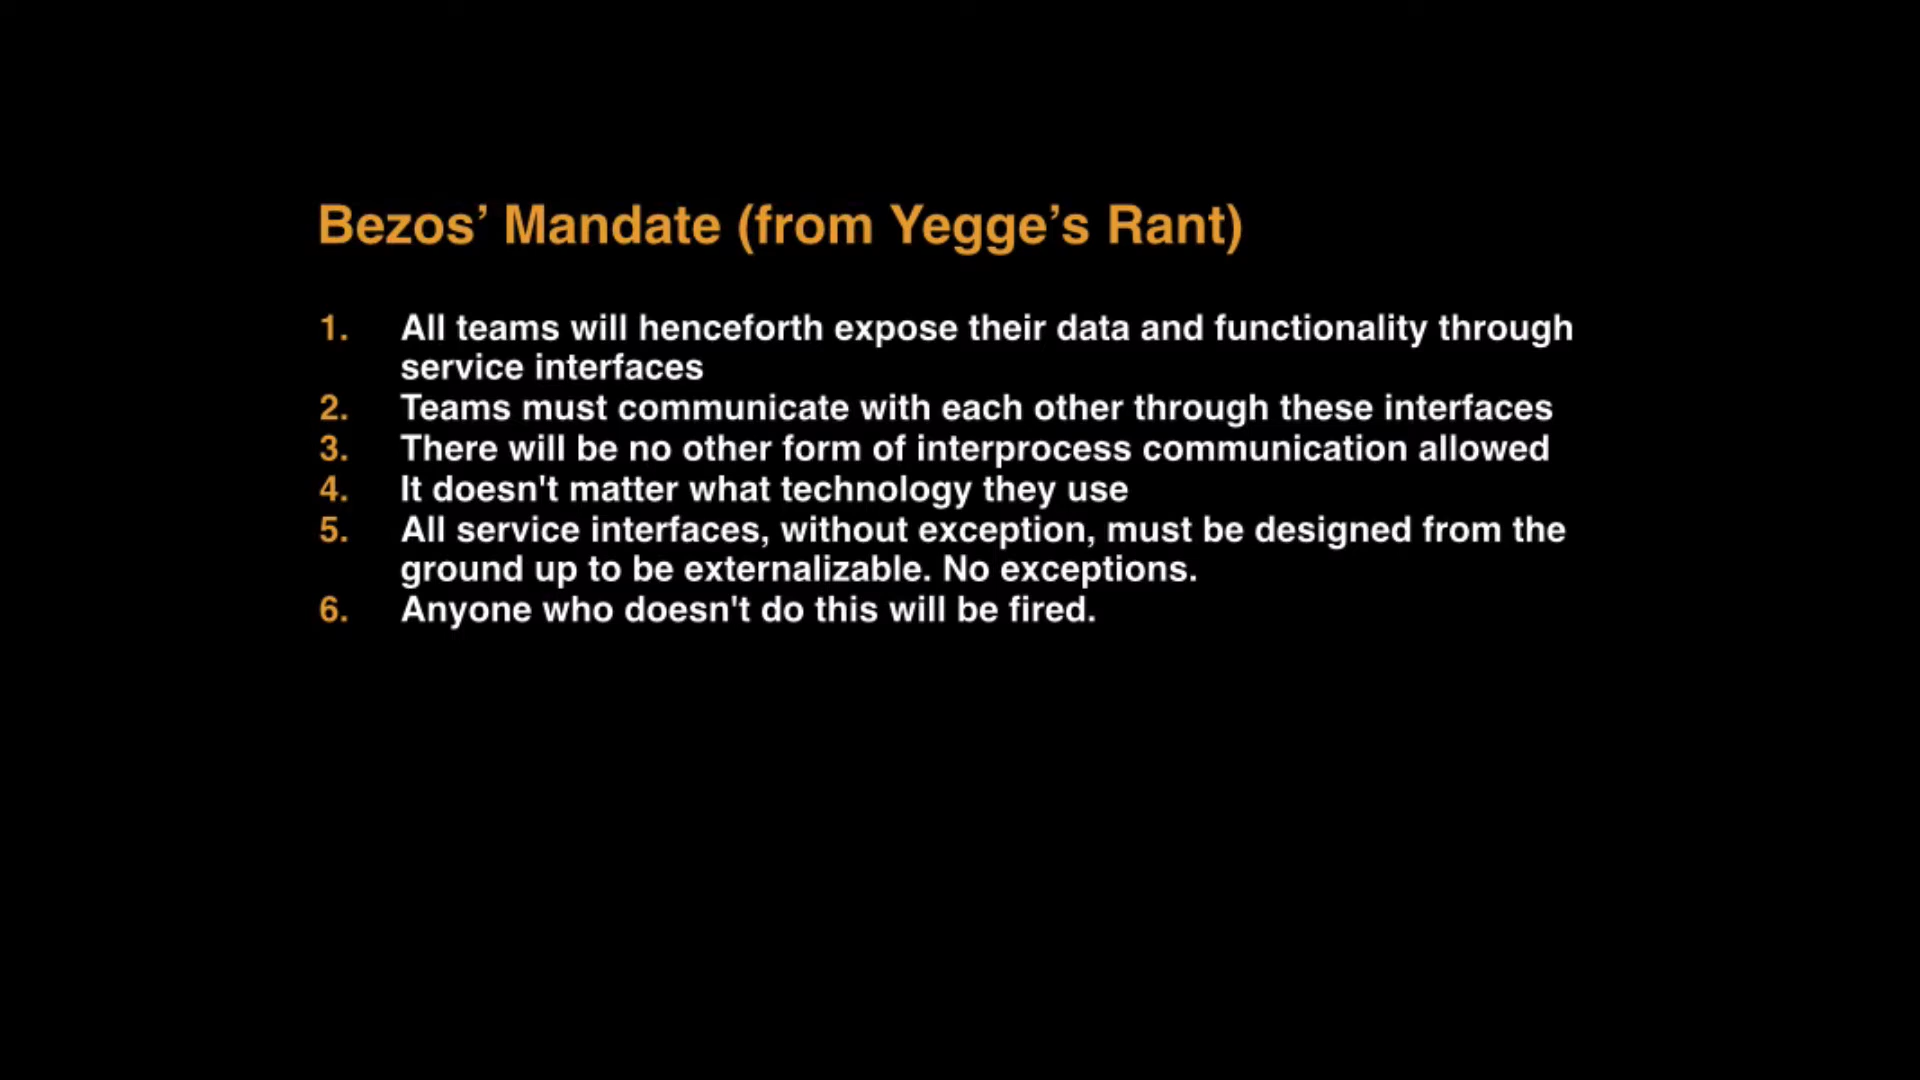 Bezos’ Mandate (from Yegge’s Rant)
1. All teams will henceforth expose their data and functionality through
service interfaces
2. Teams must communicate with each other through these interfaces
3. There will be no other form of interprocess communication allowed
4. It doesn't matter what technology they use
5. All service interfaces, without exception, must be designed from the
ground up to be externalizable. No exceptions.
6. Anyone who doesn't do this will be fired.